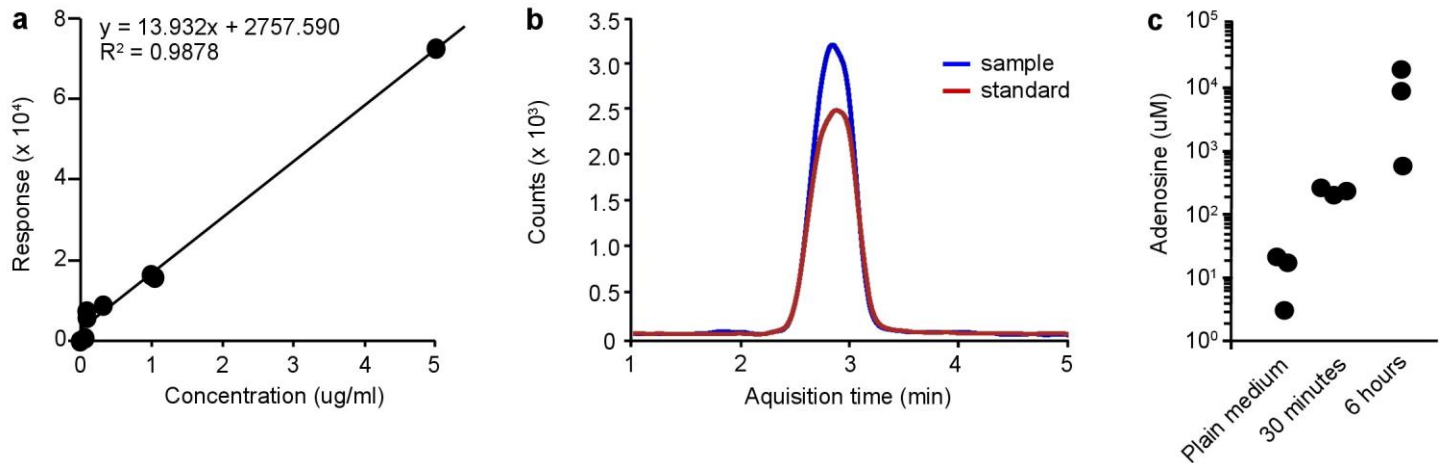 a
y = 13.932x + 2757.590
R² = 0.9878
Response (x 10⁴)
8
6
4
2
0
0 1 2 3 4 5
Concentration (ug/ml)
b
Counts (x 10³)
3.5
3.0
2.5
2.0
1.5
1.0
0.5
0
sample
standard
1 2 3 4 5
Aquisition time (min)
c
Adenosine (uM)
10⁵
10⁴
10³
10²
10¹
10⁰
Plain medium
30 minutes
6 hours